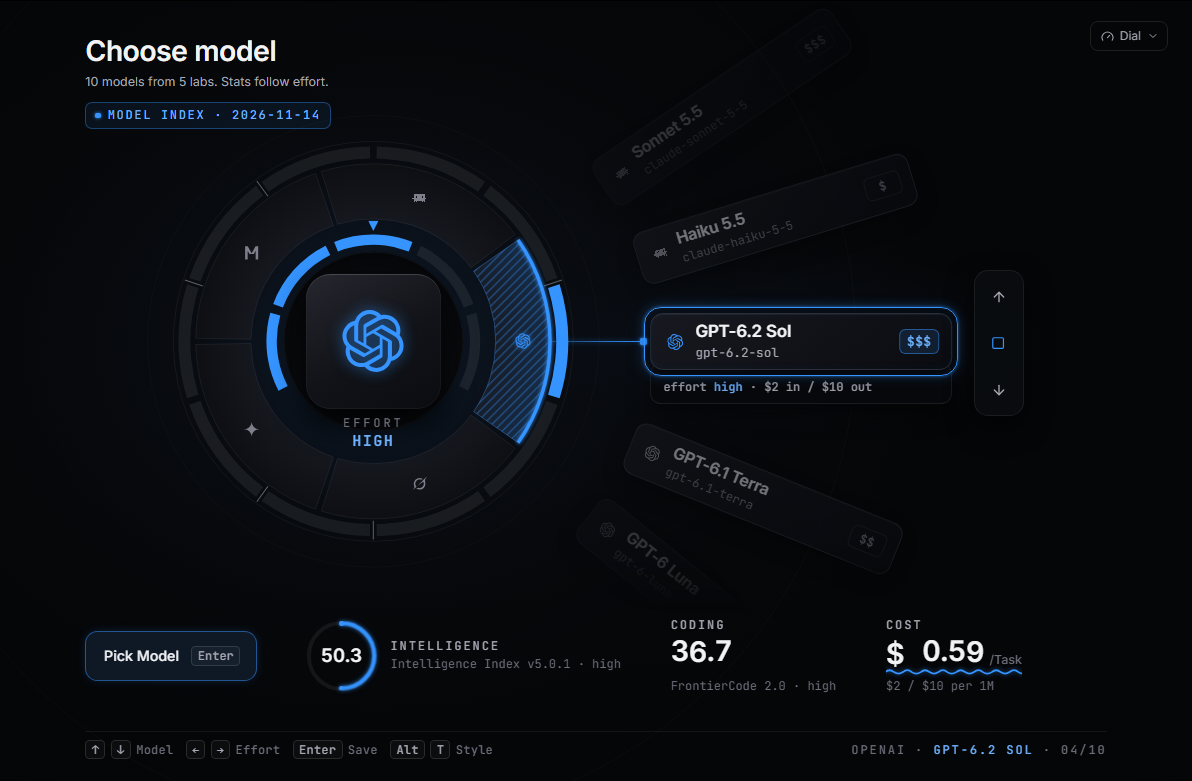 Choose model
Dial
10 models from 5 labs. Stats follow effort.
MODEL INDEX · 2026-11-14
$$$
Sonnet 5.5
claude-sonnet-5-5
$
Haiku 5.5
claude-haiku-5-5
M
GPT-6.2 Sol
gpt-6.2-sol
$$$
effort high · $2 in / $10 out
EFFORT
HIGH
GPT-6.1 Terra
gpt-6.1-terra
$$
GPT-6 Luna
gpt-6-luna
Pick Model Enter
50.3
INTELLIGENCE
Intelligence Index v5.0.1 · high
CODING
36.7
FrontierCode 2.0 · high
COST
$ 0.59 /Task
$2 / $10 per 1M
↑ ↓ Model ← → Effort Enter Save Alt T Style
OPENAI · GPT-6.2 SOL · 04/10